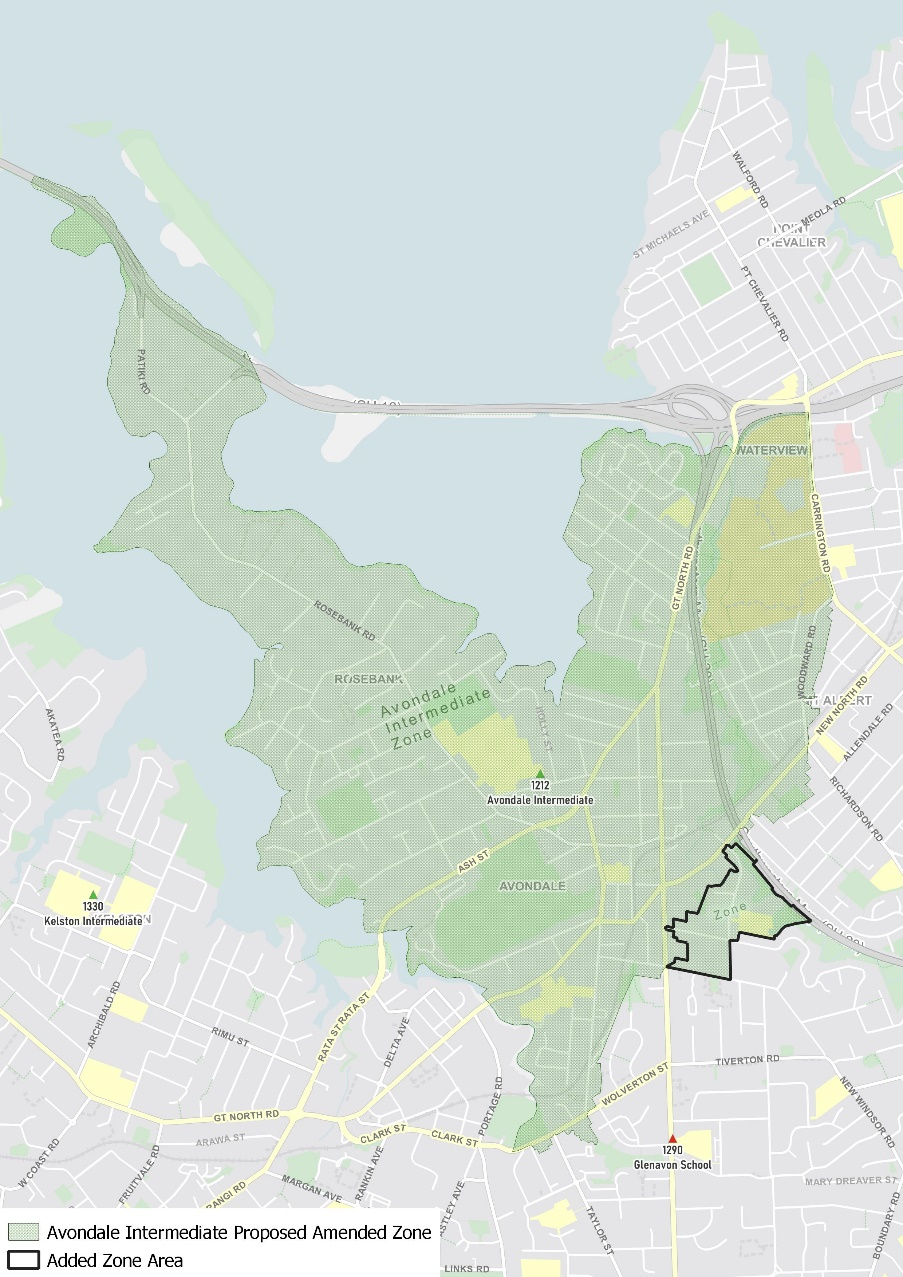 WALFORD RD
MEOLA RD
ST MICHAELS AVE
POINT
CHEVALIER
PT CHEVALIER RD
PATIKI RD
WATERVIEW
CARRINGTON RD
GT NORTH RD
ROSEBANK RD
WOODWARD RD
ROSEBANK
Avondale
Intermediate
Zone
HOLLY ST
ALBERT
NEW NORTH RD
ALLENDALE RD
AKATEA RD
1212
Avondale Intermediate
RICHARDSON RD
ASH ST
AVONDALE
1330
Kelston Intermediate
Zone
ARCHIBALD RD
RATA ST
RATA ST
RIMU ST
DELTA AVE
TIVERTON RD
WOLVERTON ST
NEW WINDSOR RD
PORTAGE RD
GT NORTH RD
ARAWA ST
CLARK ST
CLARK ST
1290
Glenavon School
W COAST RD
FRUITVALE RD
MARGAN AVE
RANKIN AVE
MARY DREAVER ST
TAYLOR ST
BOUNDARY RD
LINKS RD
Avondale Intermediate Proposed Amended Zone
Added Zone Area